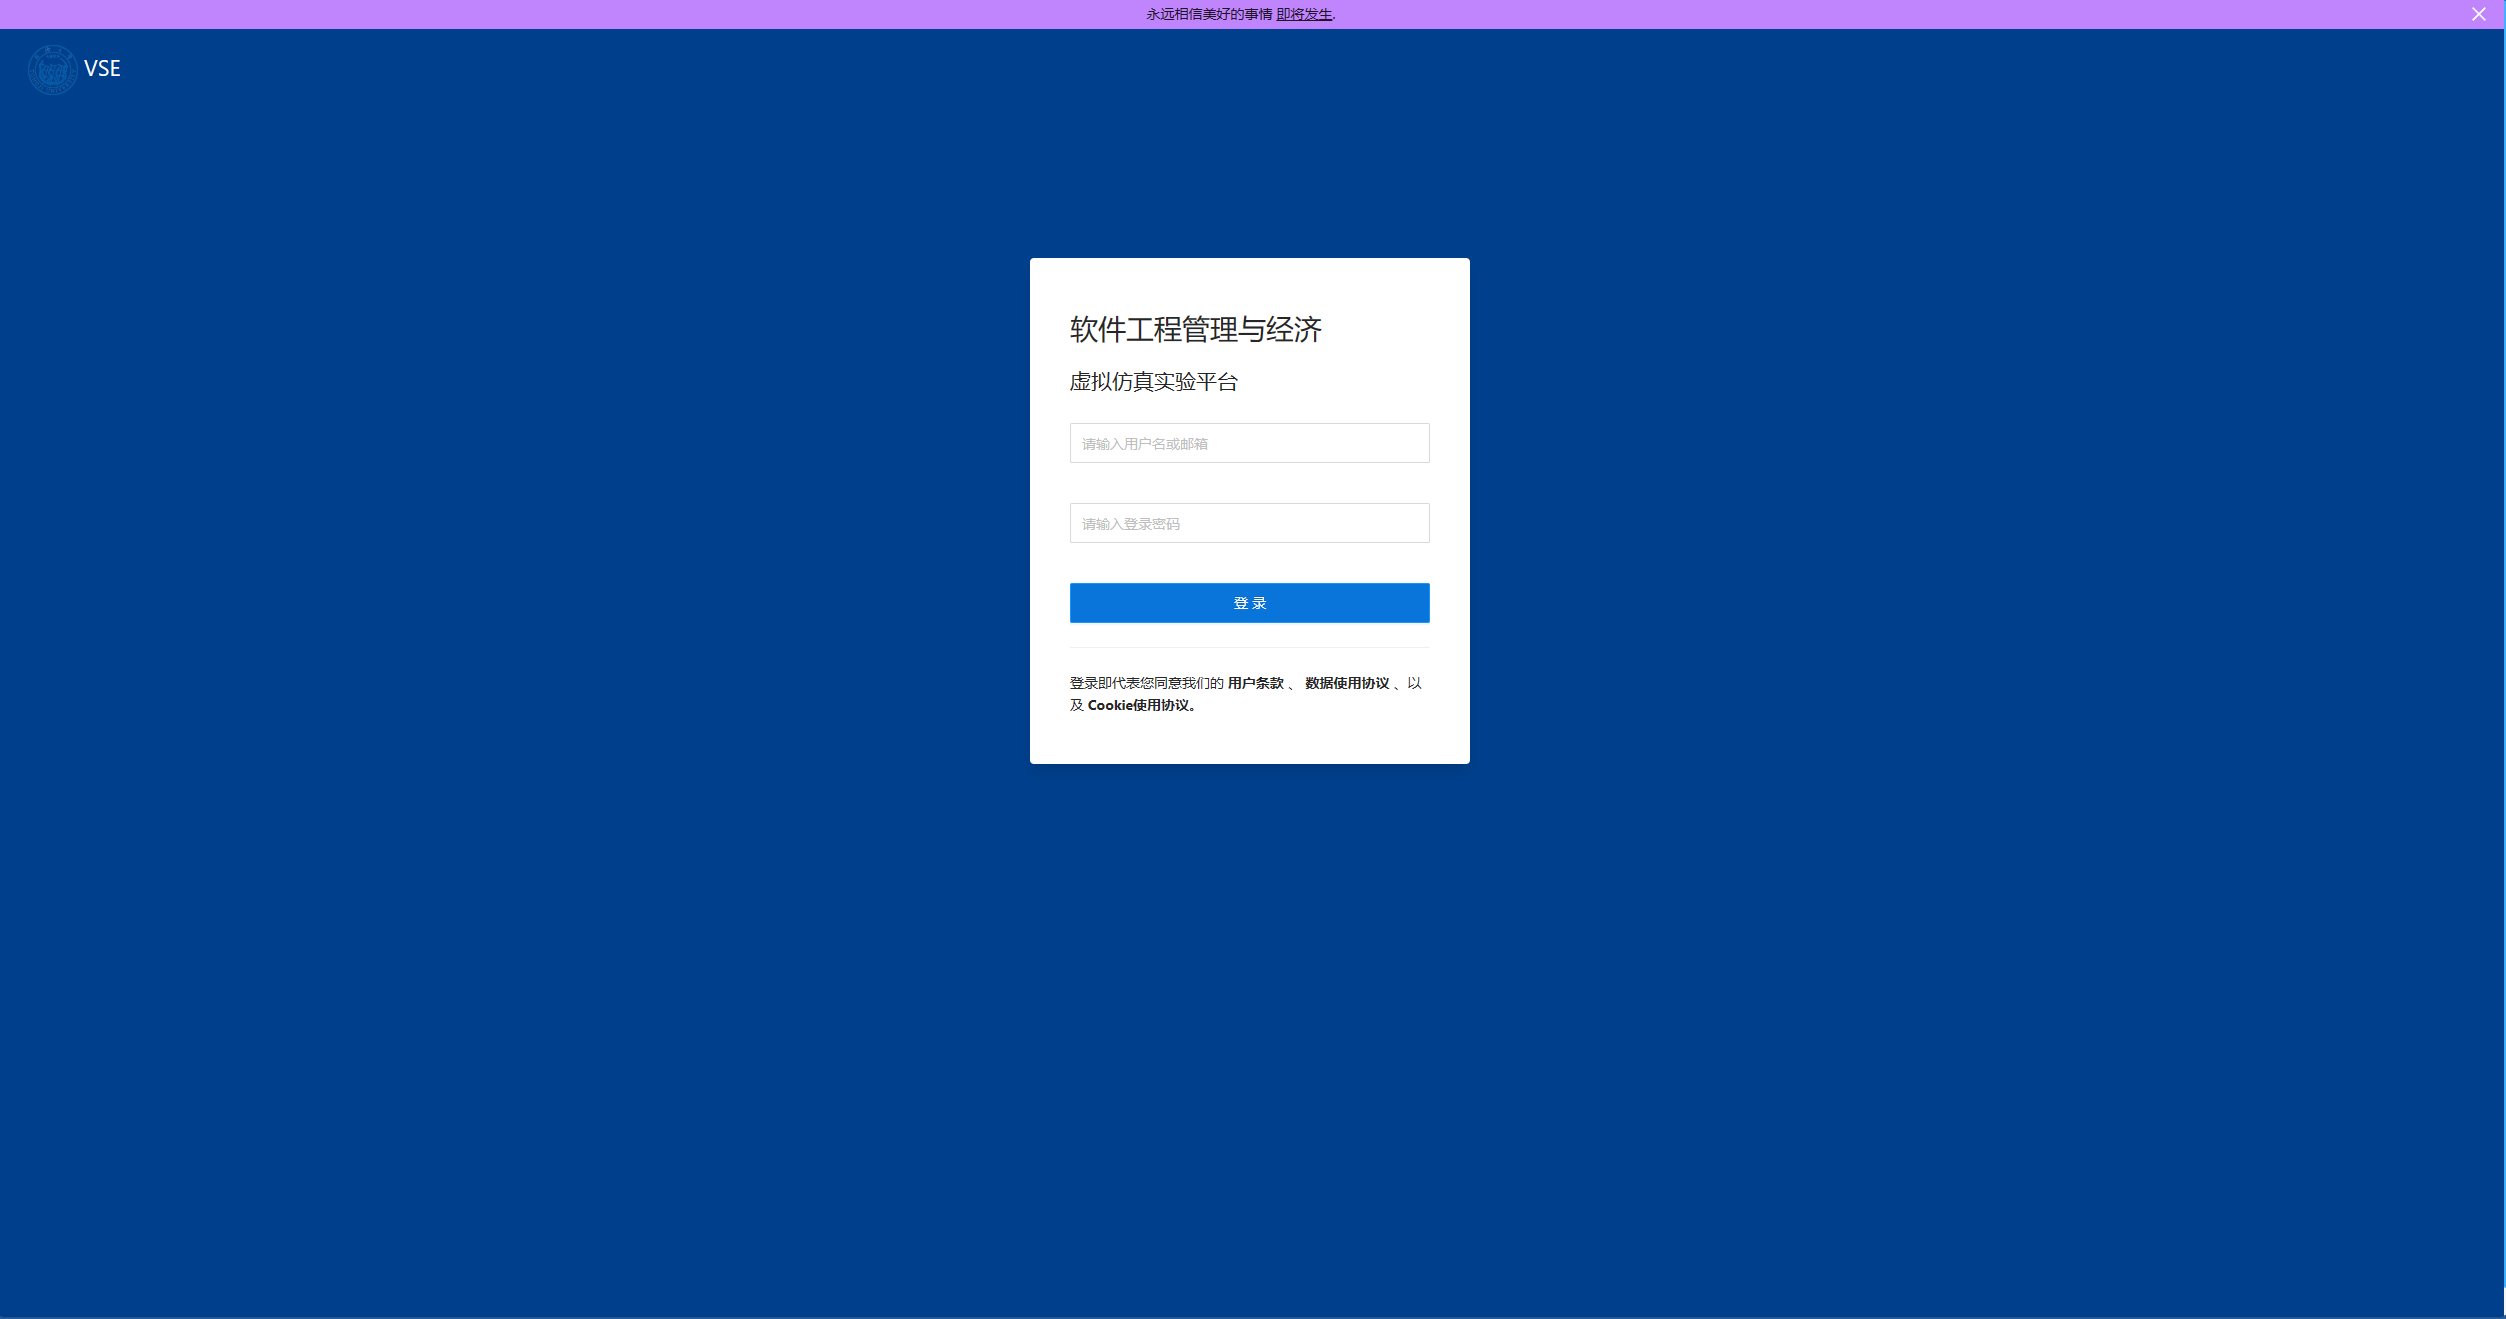 永远相信美好的事情 即将发生.
VSE
软件工程管理与经济
虚拟仿真实验平台
请输入用户名或邮箱
请输入登录密码
登 录
登录即代表您同意我们的 用户条款 、 数据使用协议 、以
及 Cookie使用协议。